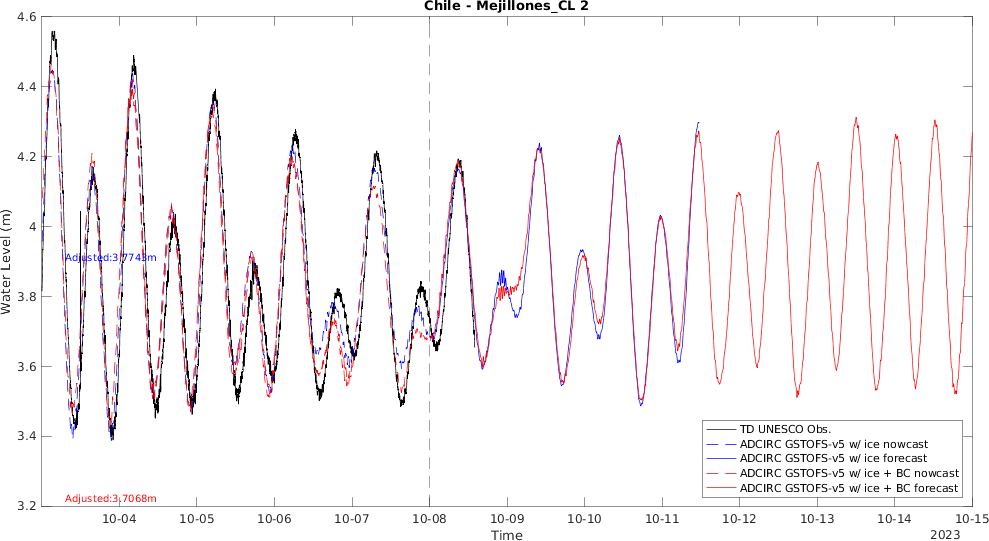 Chile - Mejillones_CL 2
4.6
4.4
4.2
4
3.8
3.6
3.4
3.2
Water Level (m)
Adjusted:3.7743m
Adjusted:3.7068m
TD UNESCO Obs.
ADCIRC GSTOFS-v5 w/ ice nowcast
ADCIRC GSTOFS-v5 w/ ice forecast
ADCIRC GSTOFS-v5 w/ ice + BC nowcast
ADCIRC GSTOFS-v5 w/ ice + BC forecast
10-04 10-05 10-06 10-07 10-08 10-09 10-10 10-11 10-12 10-13 10-14 10-15
Time
2023